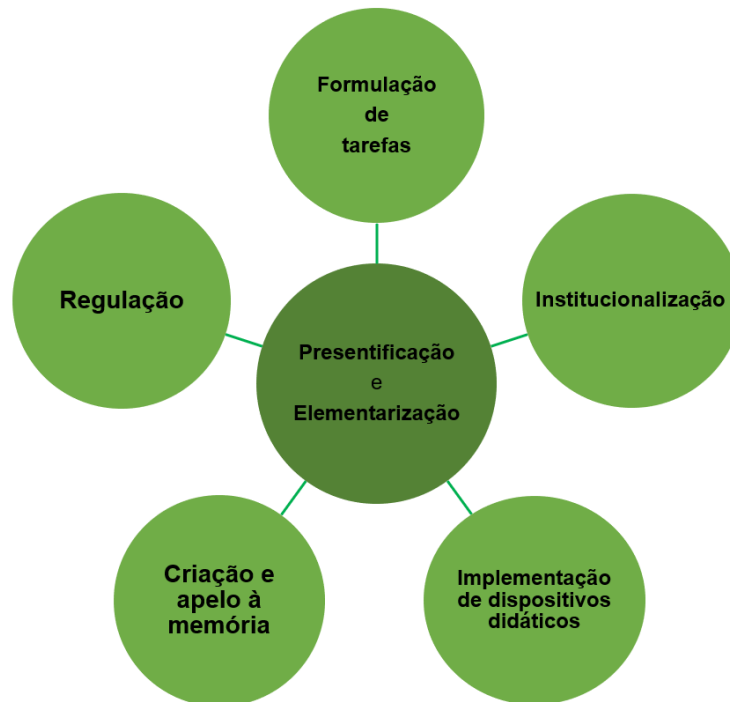 Formulação
de
tarefas
Regulação
Institucionalização
Presentificação
e
Elementarização
Criação e
apelo à
memória
Implementação
de dispositivos
didáticos